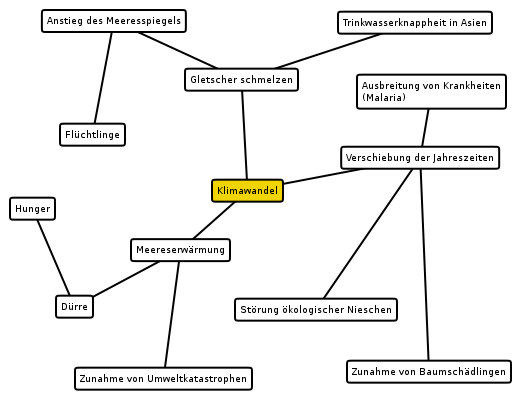 Anstieg des Meeresspiegels
Trinkwasserknappheit in Asien
Gletscher schmelzen
Ausbreitung von Krankheiten
(Malaria)
Flüchtlinge
Verschiebung der Jahreszeiten
Klimawandel
Hunger
Meereserwärmung
Dürre
Störung ökologischer Nieschen
Zunahme von Baumschädlingen
Zunahme von Umweltkatastrophen